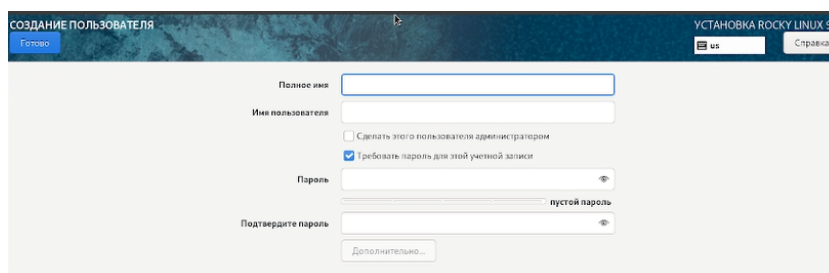 СОЗДАНИЕ ПОЛЬЗОВАТЕЛЯ
УСТАНОВКА ROCKY LINUX 9
Готово
us
Справка
Полное имя
Имя пользователя
Сделать этого пользователя администратором
Требовать пароль для этой учетной записи
Пароль
пустой пароль
Подтвердите пароль
Дополнительно...